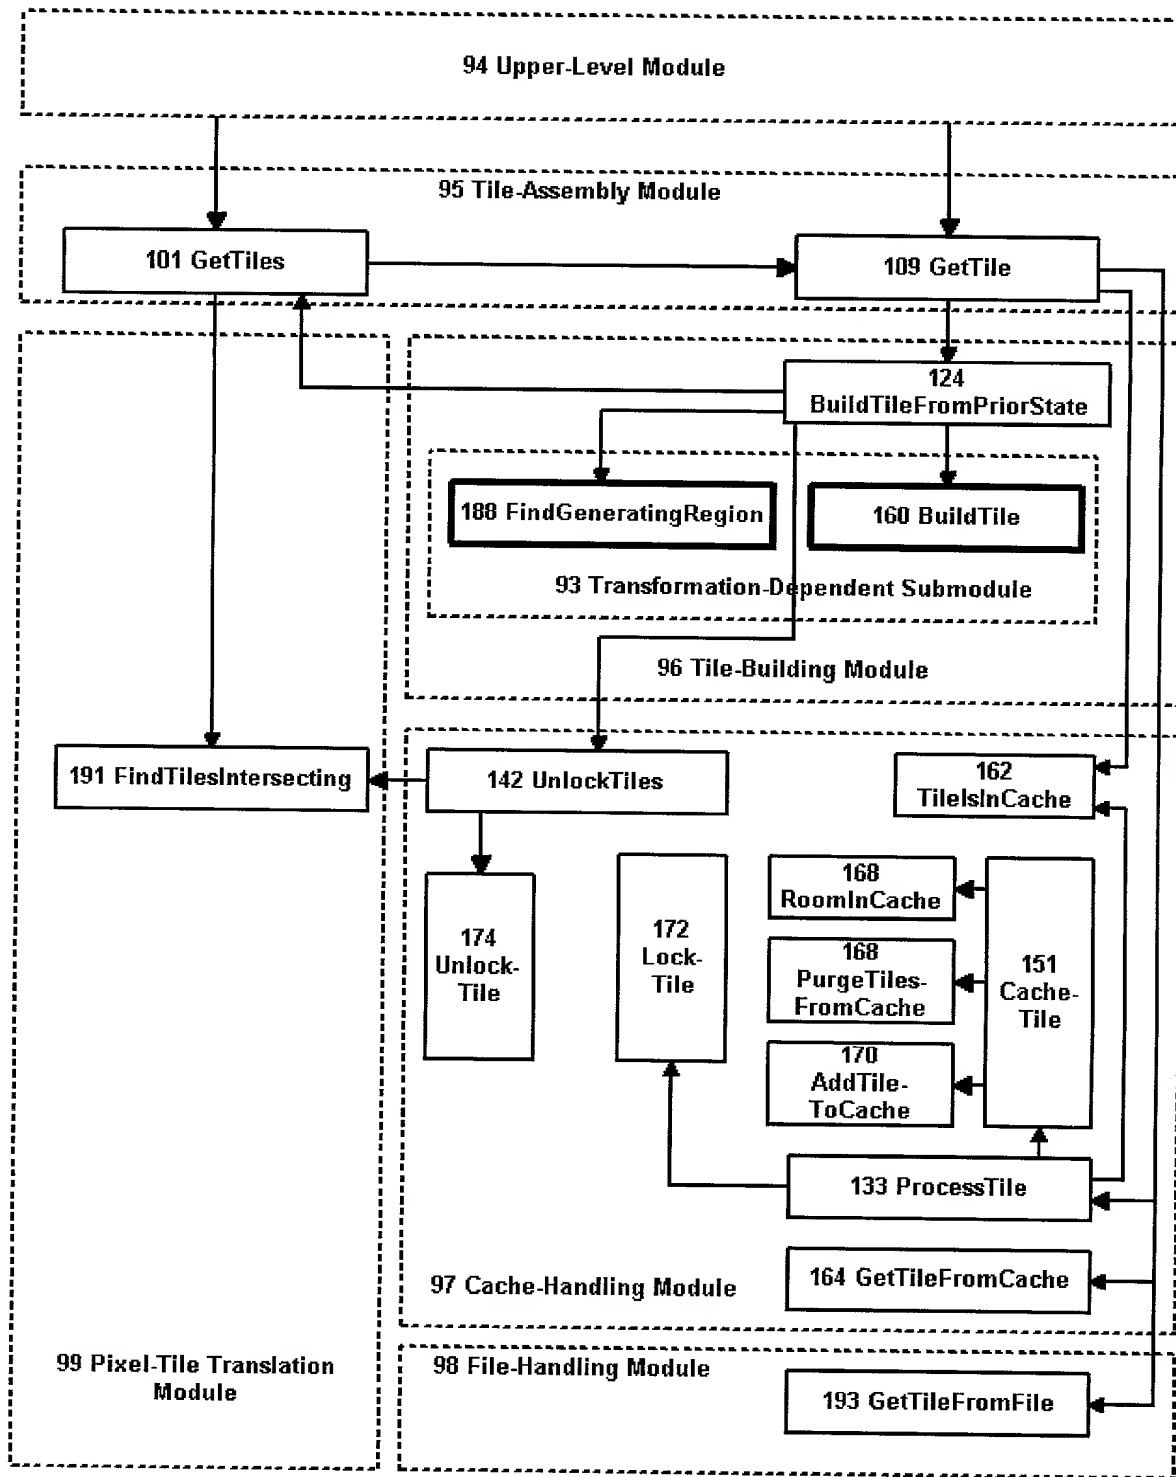 94 Upper-Level Module
95 Tile-Assembly Module
101 GetTiles
109 GetTile
124
BuildTileFromPriorState
188 FindGeneratingRegion
160 BuildTile
93 Transformation-Dependent Submodule
96 Tile-Building Module
191 FindTilesIntersecting
142 UnlockTiles
162
TileIsInCache
174
Unlock-
Tile
172
Lock-
Tile
168
RoomInCache
168
PurgeTiles-
FromCache
170
AddTile-
ToCache
151
Cache-
Tile
133 ProcessTile
164 GetTileFromCache
97 Cache-Handling Module
99 Pixel-Tile Translation
Module
98 File-Handling Module
193 GetTileFromFile